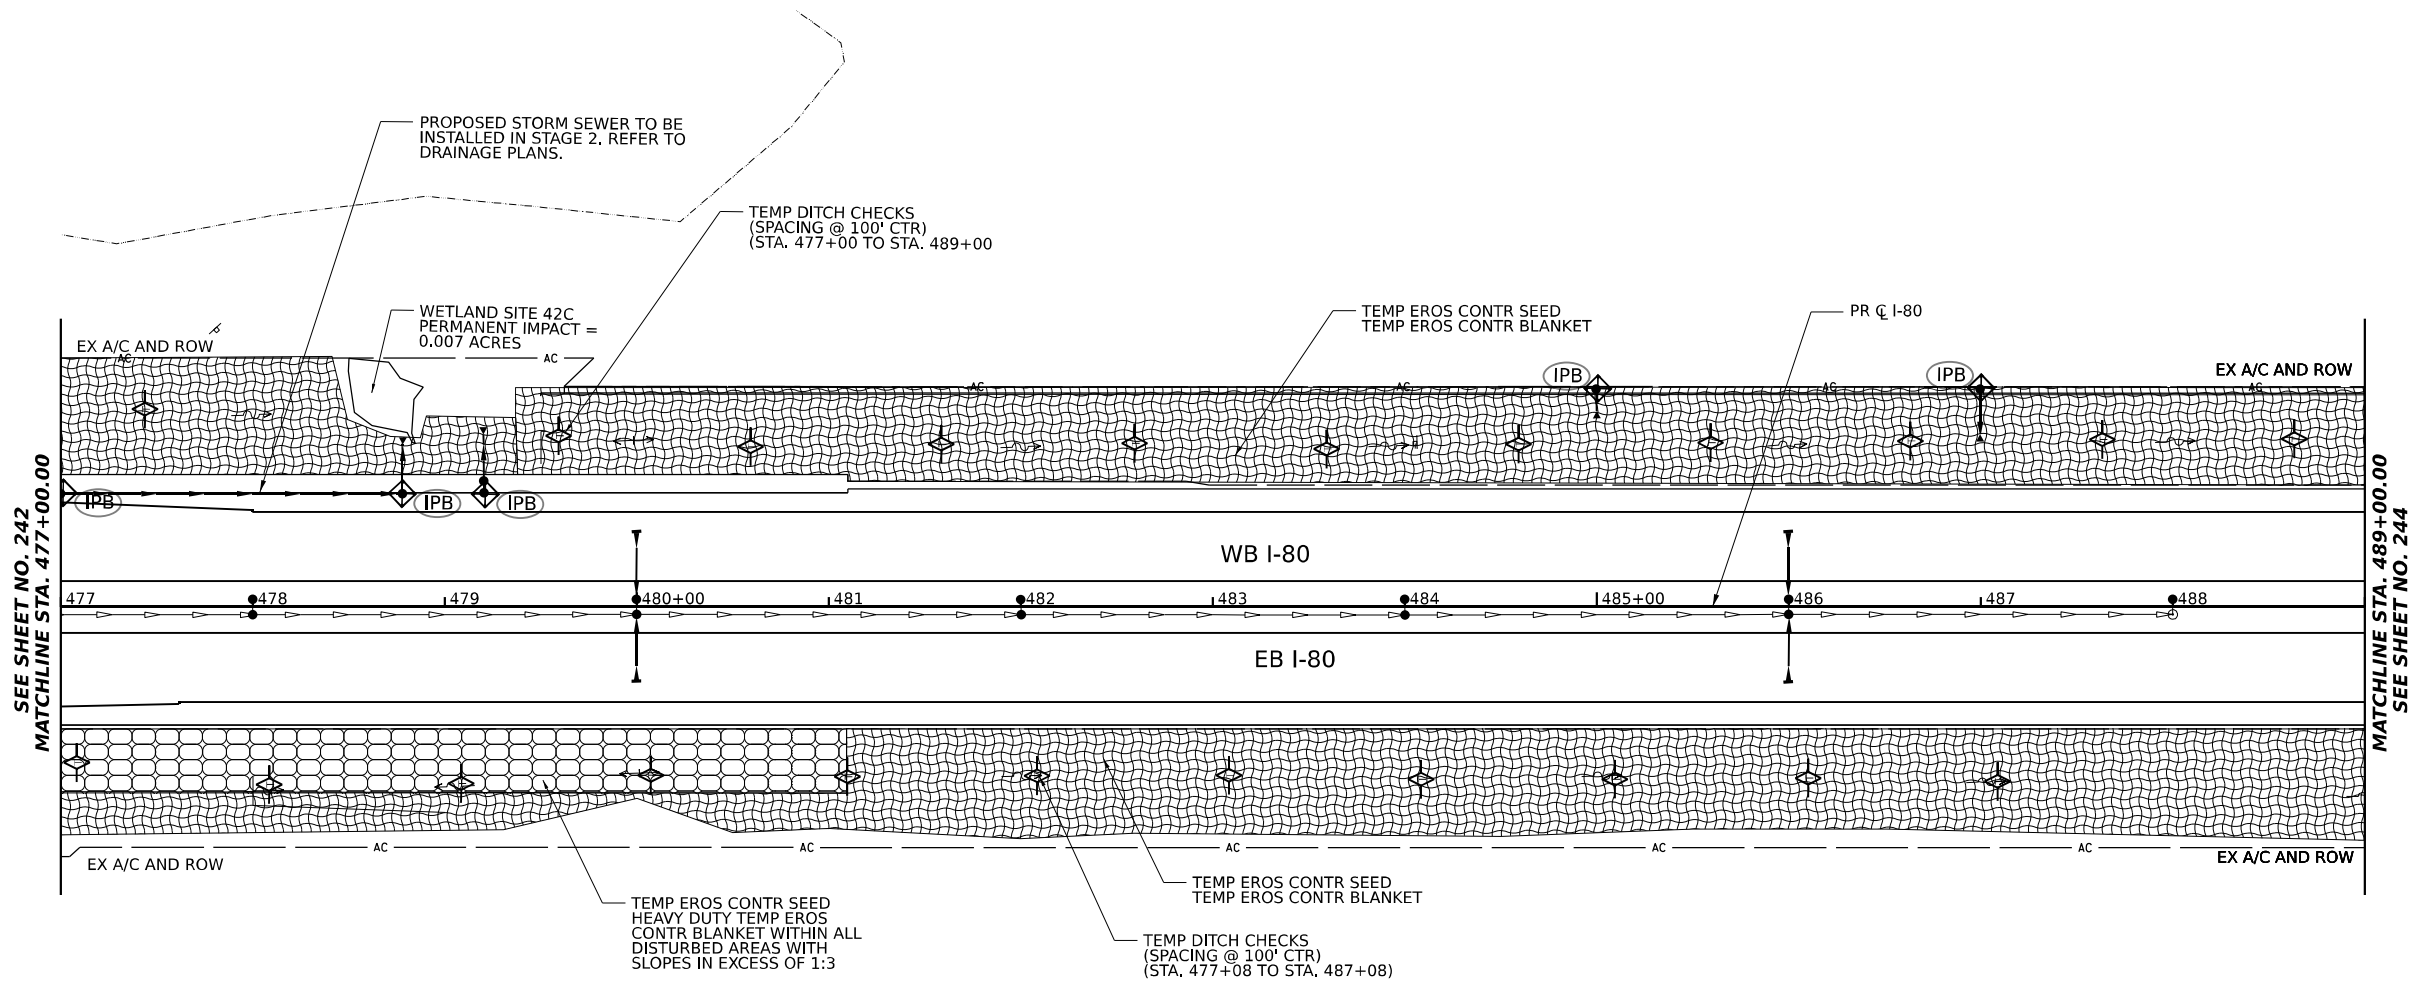 PROPOSED STORM SEWER TO BE
INSTALLED IN STAGE 2. REFER TO
DRAINAGE PLANS.
TEMP DITCH CHECKS
(SPACING @ 100' CTR)
(STA. 477+00 TO STA. 489+00
WETLAND SITE 42C
PERMANENT IMPACT =
0.007 ACRES
TEMP EROS CONTR SEED
TEMP EROS CONTR BLANKET
PR ℄ I-80
EX A/C AND ROW
AC
AC
EX A/C AND ROW
IPB
IPB
AC
AC
AC
AC
IPB
IPB
IPB
SEE SHEET NO. 242
MATCHLINE STA. 477+00.00
MATCHLINE STA. 489+00.00
SEE SHEET NO. 244
WB I-80
477
478
479
480+00
481
482
483
484
485+00
486
487
488
EB I-80
AC
AC
AC
AC
AC
EX A/C AND ROW
EX A/C AND ROW
TEMP EROS CONTR SEED
TEMP EROS CONTR BLANKET
TEMP EROS CONTR SEED
HEAVY DUTY TEMP EROS
CONTR BLANKET WITHIN ALL
DISTURBED AREAS WITH
SLOPES IN EXCESS OF 1:3
TEMP DITCH CHECKS
(SPACING @ 100' CTR)
(STA. 477+08 TO STA. 487+08)